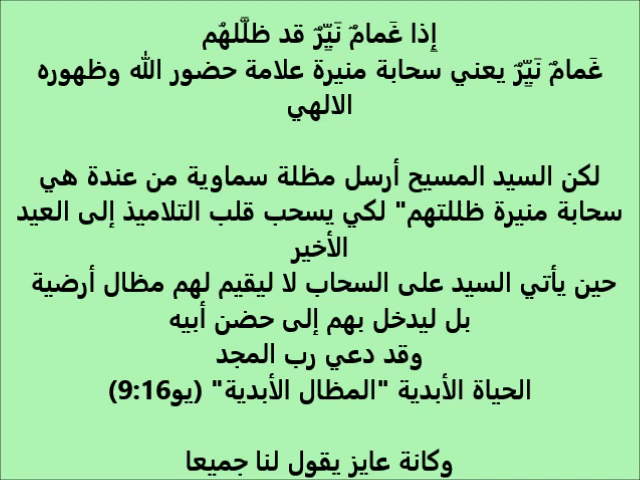 إِذا غَمامٌ نَيِّرٌ قد ظلَّلهُم
غَمامٌ نَيِّرٌ يعني سحابة منيرة علامة حضور الله وظهوره
الالهي
لكن السيد المسيح أرسل مظلة سماوية من عندة هي
سحابة منيرة ظللتهم" لكي يسحب قلب التلاميذ إلى العيد
الأخير
حين يأتي السيد على السحاب لا ليقيم لهم مظال أرضية
بل ليدخل بهم إلى حضن أبيه
وقد دعي رب المجد
الحياة الأبدية "المظال الأبدية" (يو9:16)
وكانة عايز يقول لنا جميعا